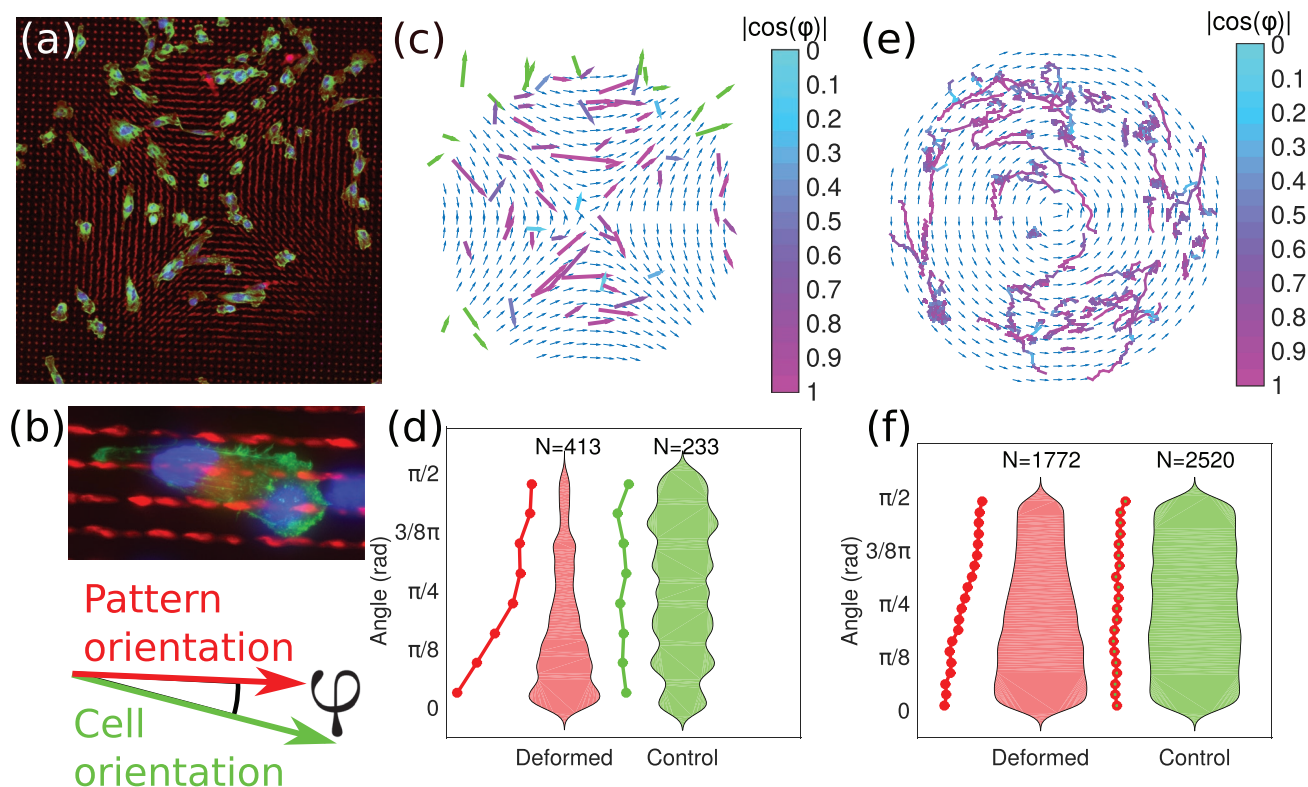 (a)
(b)
Pattern
orientation
Cell
orientation
φ
(c)
|cos(φ)|
0
0.1
0.2
0.3
0.4
0.5
0.6
0.7
0.8
0.9
1
(d)
N=413
N=233
π/2
3/8π
π/4
π/8
0
Angle (rad)
Deformed
Control
(e)
|cos(φ)|
0
0.1
0.2
0.3
0.4
0.5
0.6
0.7
0.8
0.9
1
(f)
N=1772
N=2520
π/2
3/8π
π/4
π/8
0
Angle (rad)
Deformed
Control